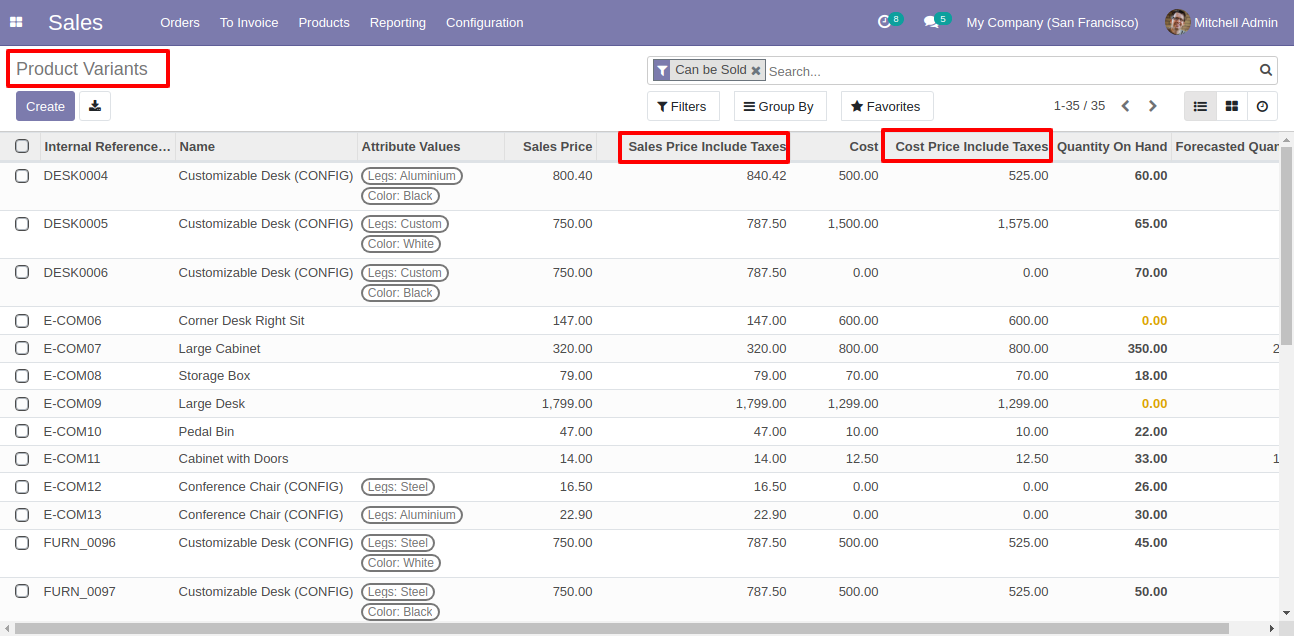 Sales Orders To Invoice Products Reporting Configuration 8 5 My Company (San Francisco) Mitchell Admin
Product Variants
Can be Sold Search...
Create Filters Group By Favorites 1-35 / 35
Internal Reference... Name Attribute Values Sales Price Sales Price Include Taxes Cost Cost Price Include Taxes Quantity On Hand Forecasted Quan
DESK0004 Customizable Desk (CONFIG) Legs: Aluminium 800.40 840.42 500.00 525.00 60.00
Color: Black
DESK0005 Customizable Desk (CONFIG) Legs: Custom 750.00 787.50 1,500.00 1,575.00 65.00
Color: White
DESK0006 Customizable Desk (CONFIG) Legs: Custom 750.00 787.50 0.00 0.00 70.00
Color: Black
E-COM06 Corner Desk Right Sit 147.00 147.00 600.00 600.00 0.00
E-COM07 Large Cabinet 320.00 320.00 800.00 800.00 350.00 2
E-COM08 Storage Box 79.00 79.00 70.00 70.00 18.00
E-COM09 Large Desk 1,799.00 1,799.00 1,299.00 1,299.00 0.00
E-COM10 Pedal Bin 47.00 47.00 10.00 10.00 22.00
E-COM11 Cabinet with Doors 14.00 14.00 12.50 12.50 33.00 1
E-COM12 Conference Chair (CONFIG) Legs: Steel 16.50 16.50 0.00 0.00 26.00
E-COM13 Conference Chair (CONFIG) Legs: Aluminium 22.90 22.90 0.00 0.00 30.00
FURN_0096 Customizable Desk (CONFIG) Legs: Steel 750.00 787.50 500.00 525.00 45.00
Color: White
FURN_0097 Customizable Desk (CONFIG) Legs: Steel 750.00 787.50 500.00 525.00 50.00
Color: Black